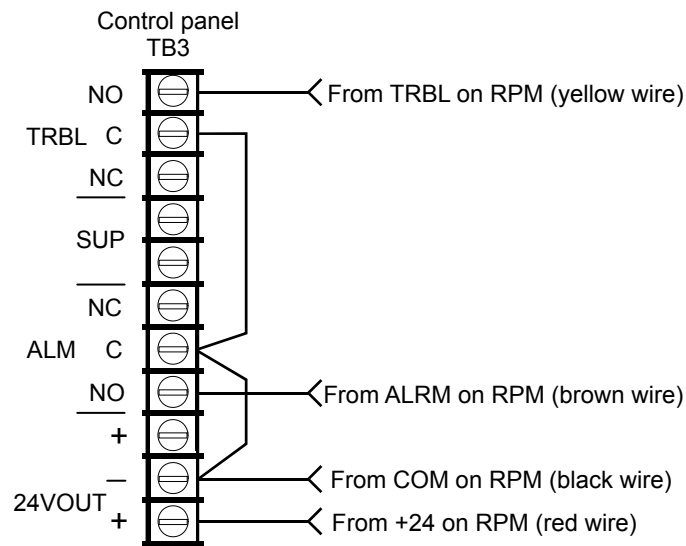 Control panel
TB3
NO
From TRBL on RPM (yellow wire)
TRBL C
NC
SUP
NC
ALM C
NO
From ALRM on RPM (brown wire)
+
–
From COM on RPM (black wire)
24VOUT
+
From +24 on RPM (red wire)